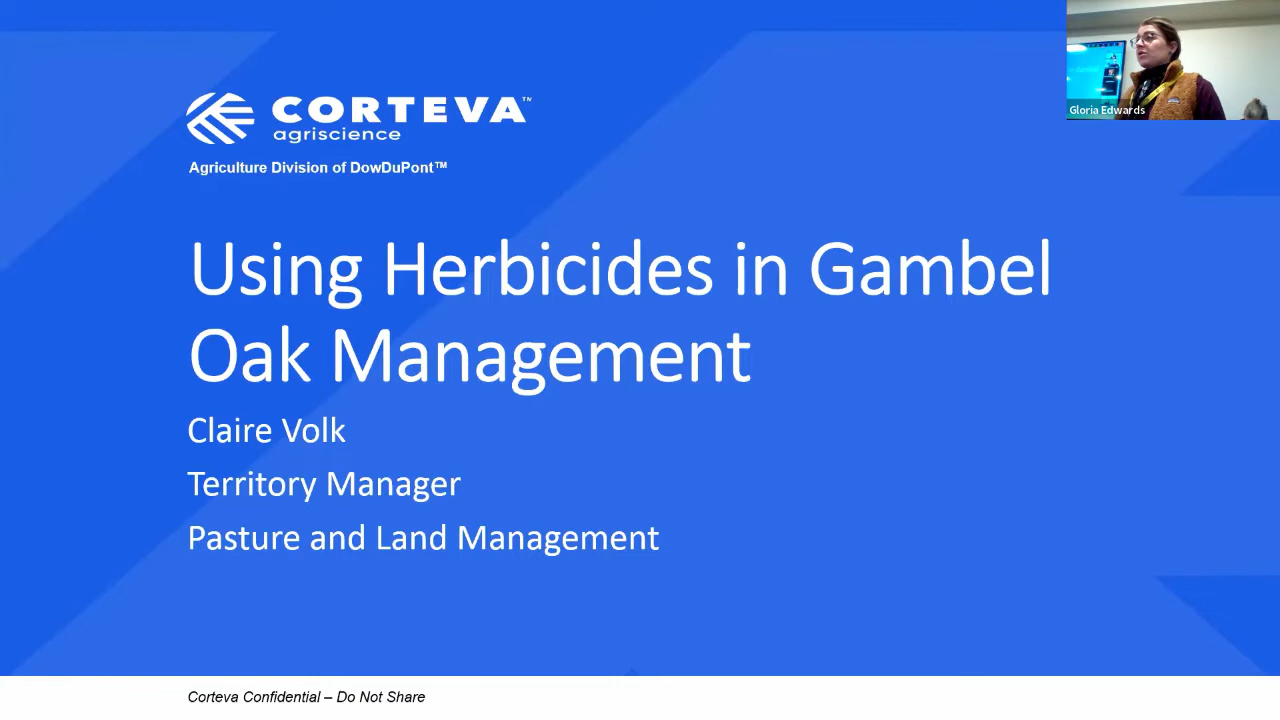 CORTEVA™
agriscience
Agriculture Division of DowDuPont™
Gloria Edwards
Using Herbicides in Gambel
Oak Management
Claire Volk
Territory Manager
Pasture and Land Management
Corteva Confidential – Do Not Share